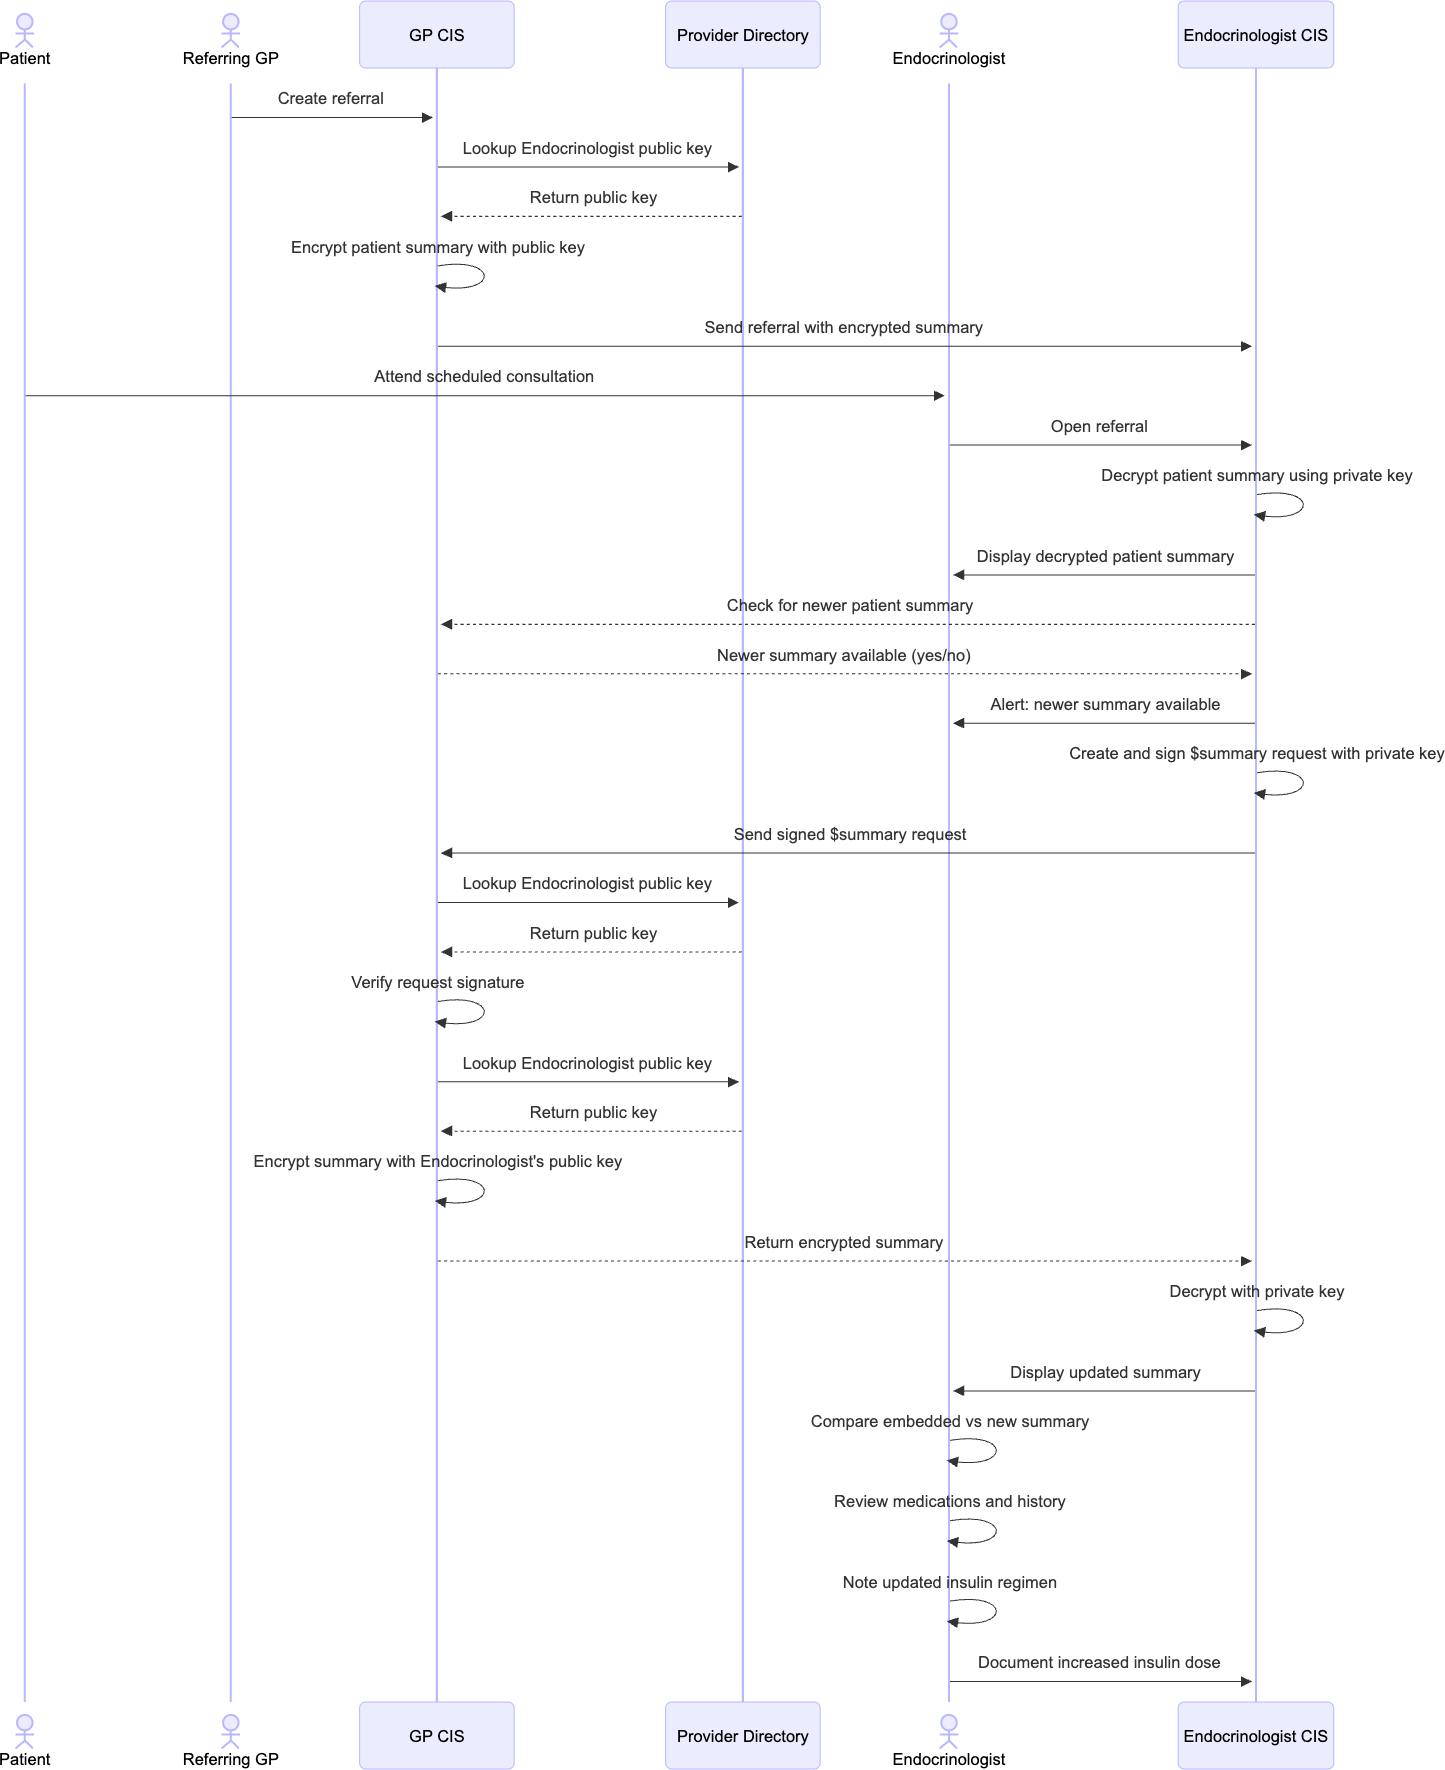 Patient
Referring GP
GP CIS
Provider Directory
Endocrinologist
Endocrinologist CIS
Create referral
Lookup Endocrinologist public key
Return public key
Encrypt patient summary with public key
Send referral with encrypted summary
Attend scheduled consultation
Open referral
Decrypt patient summary using private key
Display decrypted patient summary
Check for newer patient summary
Newer summary available (yes/no)
Alert: newer summary available
Create and sign $summary request with private key
Send signed $summary request
Lookup Endocrinologist public key
Return public key
Verify request signature
Lookup Endocrinologist public key
Return public key
Encrypt summary with Endocrinologist's public key
Return encrypted summary
Decrypt with private key
Display updated summary
Compare embedded vs new summary
Review medications and history
Note updated insulin regimen
Document increased insulin dose
Patient
Referring GP
GP CIS
Provider Directory
Endocrinologist
Endocrinologist CIS